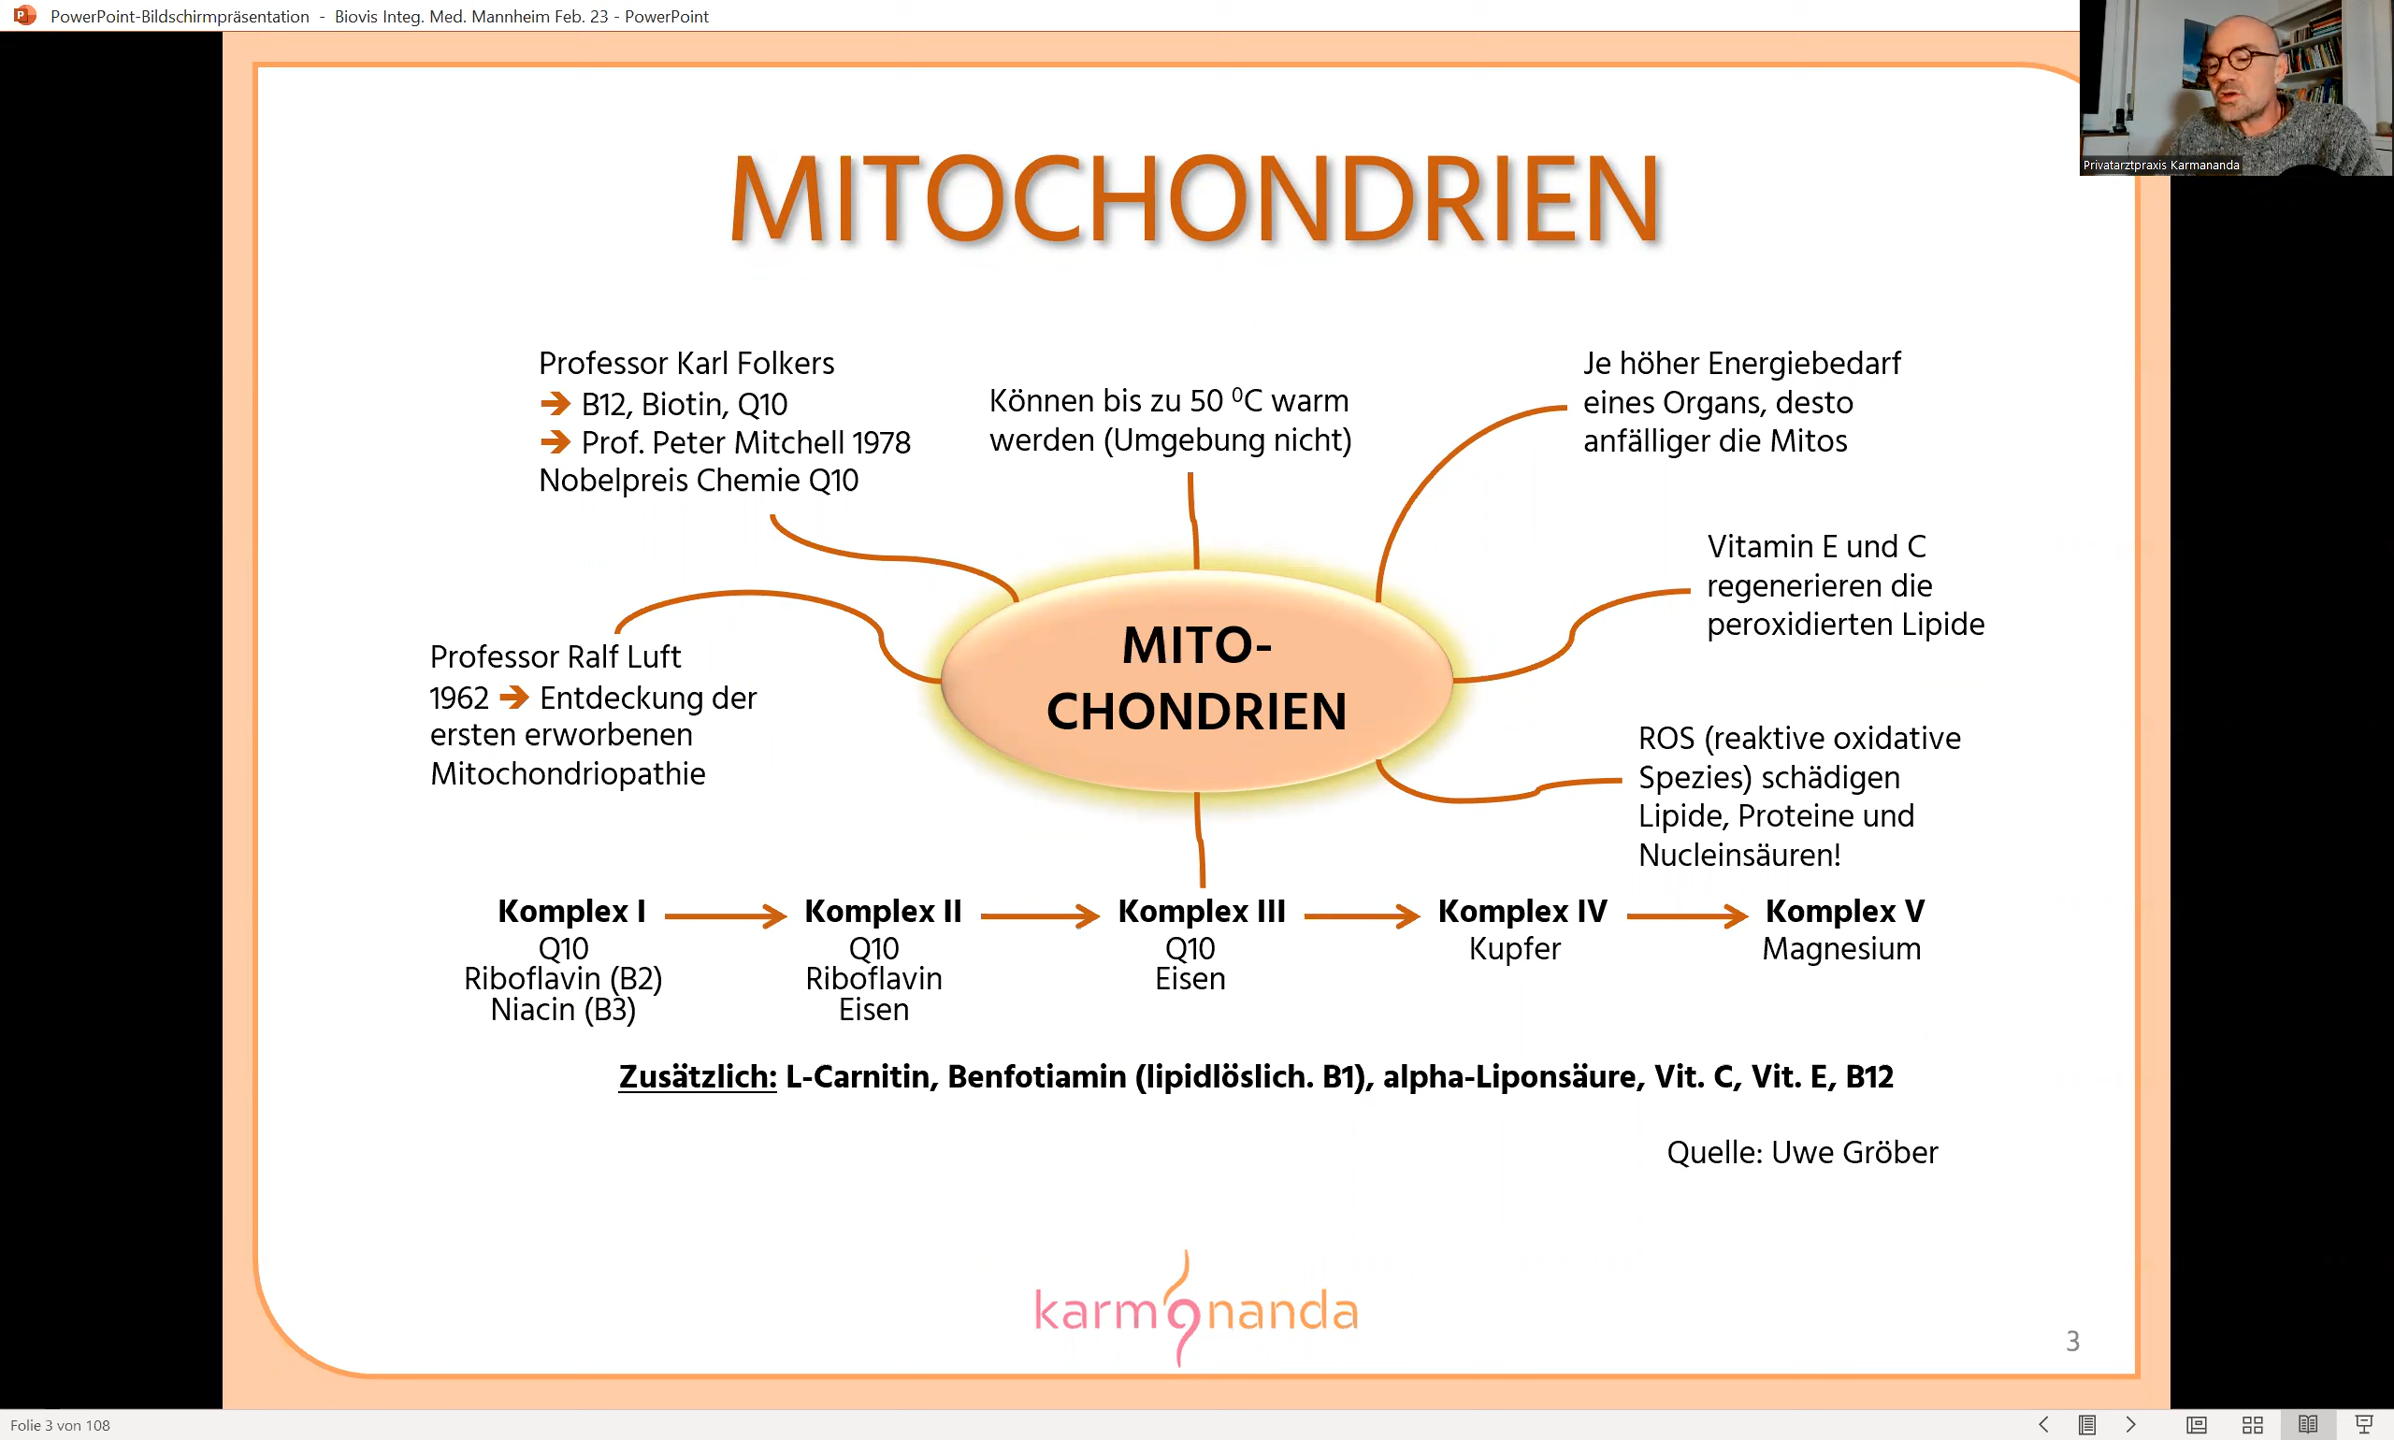 PowerPoint-Bildschirmpräsentation - Biovis Integ. Med. Mannheim Feb. 23 - PowerPoint
Privatarztpraxis Karmananda
MITOCHONDRIEN
Professor Karl Folkers
➔ B12, Biotin, Q10
➔ Prof. Peter Mitchell 1978
Nobelpreis Chemie Q10
Können bis zu 50 ⁰C warm
werden (Umgebung nicht)
Je höher Energiebedarf
eines Organs, desto
anfälliger die Mitos
Vitamin E und C
regenerieren die
peroxidierten Lipide
Professor Ralf Luft
1962 ➔ Entdeckung der
ersten erworbenen
Mitochondriopathie
MITO-
CHONDRIEN
ROS (reaktive oxidative
Spezies) schädigen
Lipide, Proteine und
Nucleinsäuren!
Komplex I
Q10
Riboflavin (B2)
Niacin (B3)
Komplex II
Q10
Riboflavin
Eisen
Komplex III
Q10
Eisen
Komplex IV
Kupfer
Komplex V
Magnesium
Zusätzlich: L-Carnitin, Benfotiamin (lipidlöslich. B1), alpha-Liponsäure, Vit. C, Vit. E, B12
Quelle: Uwe Gröber
karmananda
3
Folie 3 von 108